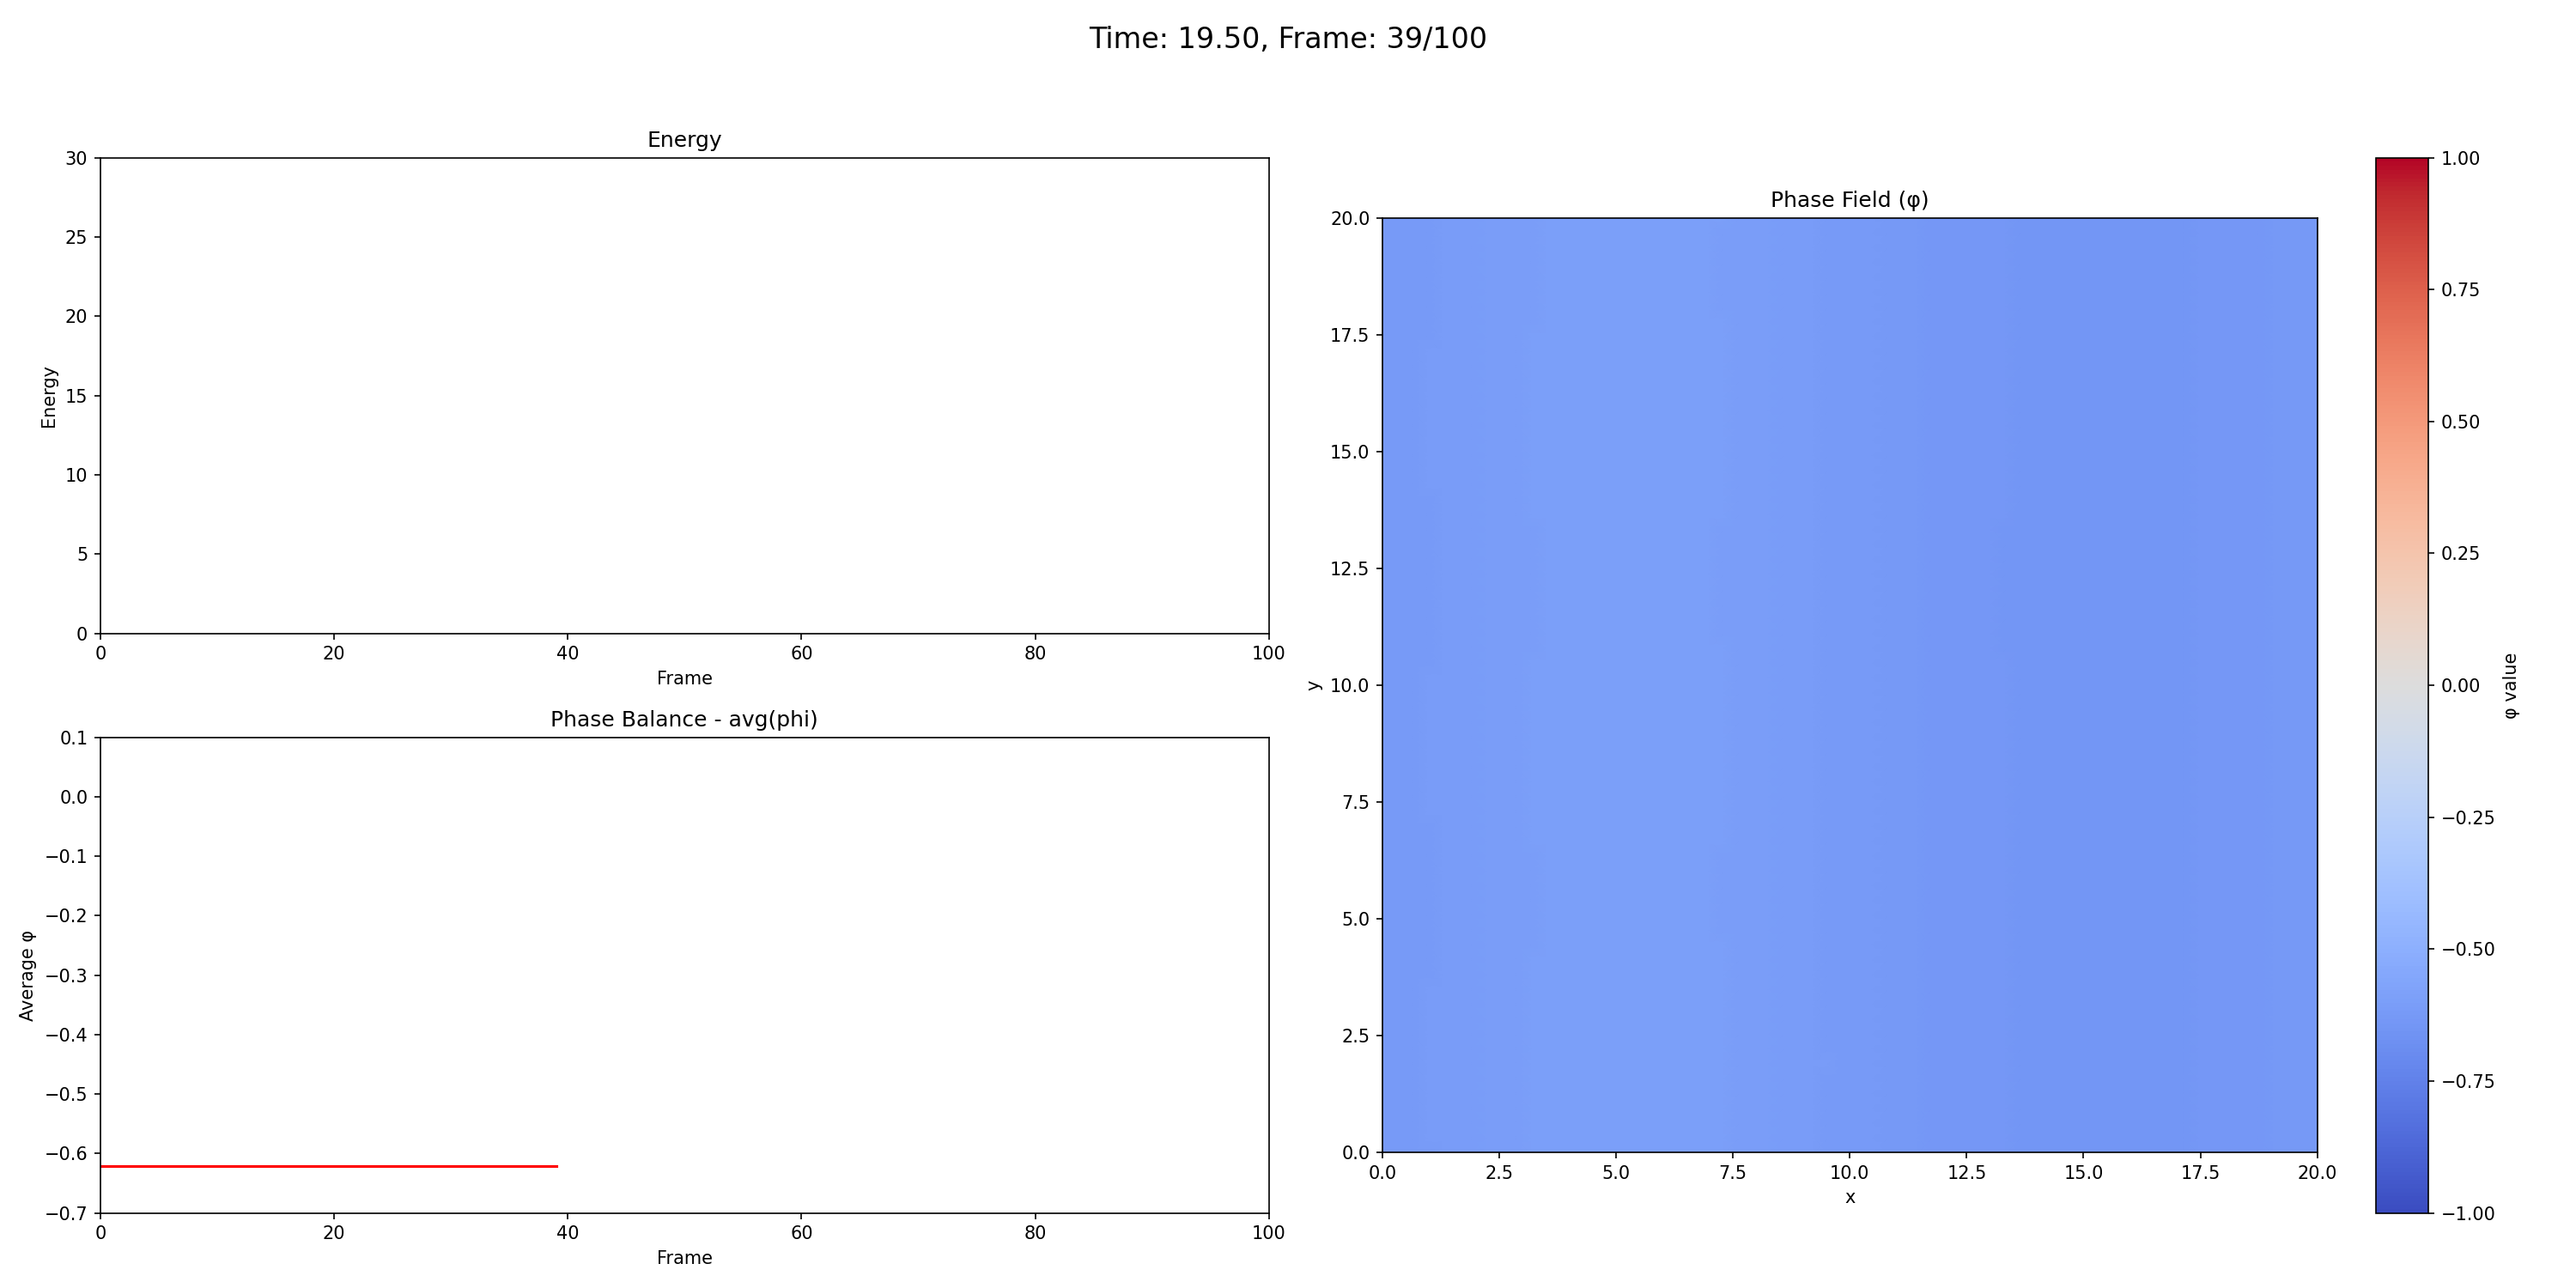 Time: 19.50, Frame: 39/100
Energy
30
25
20
15
10
5
0
Energy
0 20 40 60 80 100
Frame
Phase Balance - avg(phi)
0.1
0.0
−0.1
−0.2
−0.3
−0.4
−0.5
−0.6
−0.7
Average φ
0 20 40 60 80 100
Frame
Phase Field (φ)
20.0
17.5
15.0
12.5
10.0
7.5
5.0
2.5
0.0
y
0.0 2.5 5.0 7.5 10.0 12.5 15.0 17.5 20.0
x
1.00
0.75
0.50
0.25
0.00
−0.25
−0.50
−0.75
−1.00
φ value